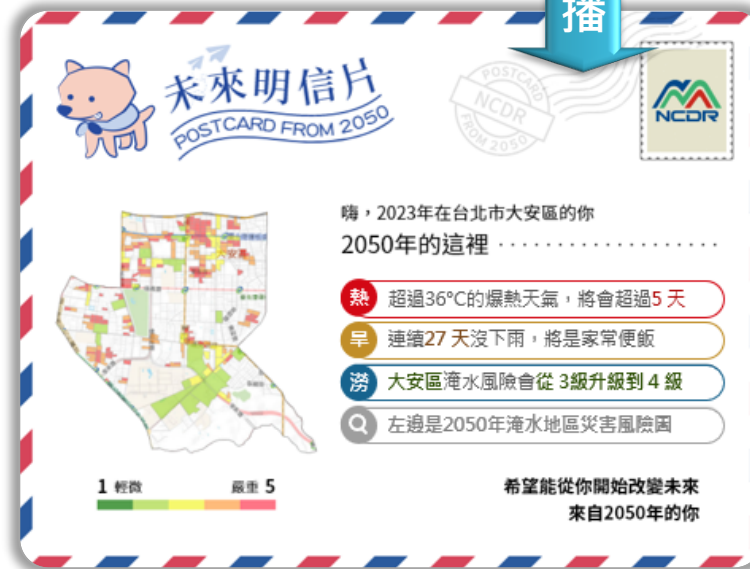 播
未來明信片
POSTCARD FROM 2050
POSTCARD
NCDR
FROM 2050
NCDR
嗨，2023年在台北市大安區的你
2050年的這裡 · · · · · · · · · · · · · · · · · · ·
熱 超過36°C的爆熱天氣，將會超過5 天
旱 連續27 天沒下雨，將是家常便飯
澇 大安區淹水風險會從 3級升級到 4 級
左邊是2050年淹水地區災害風險圖
1 輕微 嚴重 5
希望能從你開始改變未來
來自2050年的你